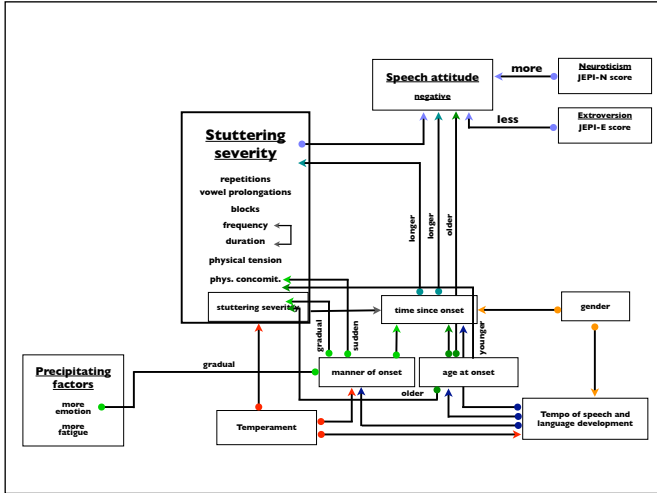 Speech attitude
negative
more
Neuroticism
JEPI-N score
less
Extroversion
JEPI-E score
Stuttering
severity
repetitions
vowel prolongations
blocks
frequency
duration
physical tension
phys. concomit.
stuttering severity
longer
longer
older
time since onset
gender
gradual
sudden
younger
Precipitating
factors
more
emotion
more
fatigue
gradual
manner of onset
age at onset
older
Temperament
Tempo of speech and
language development